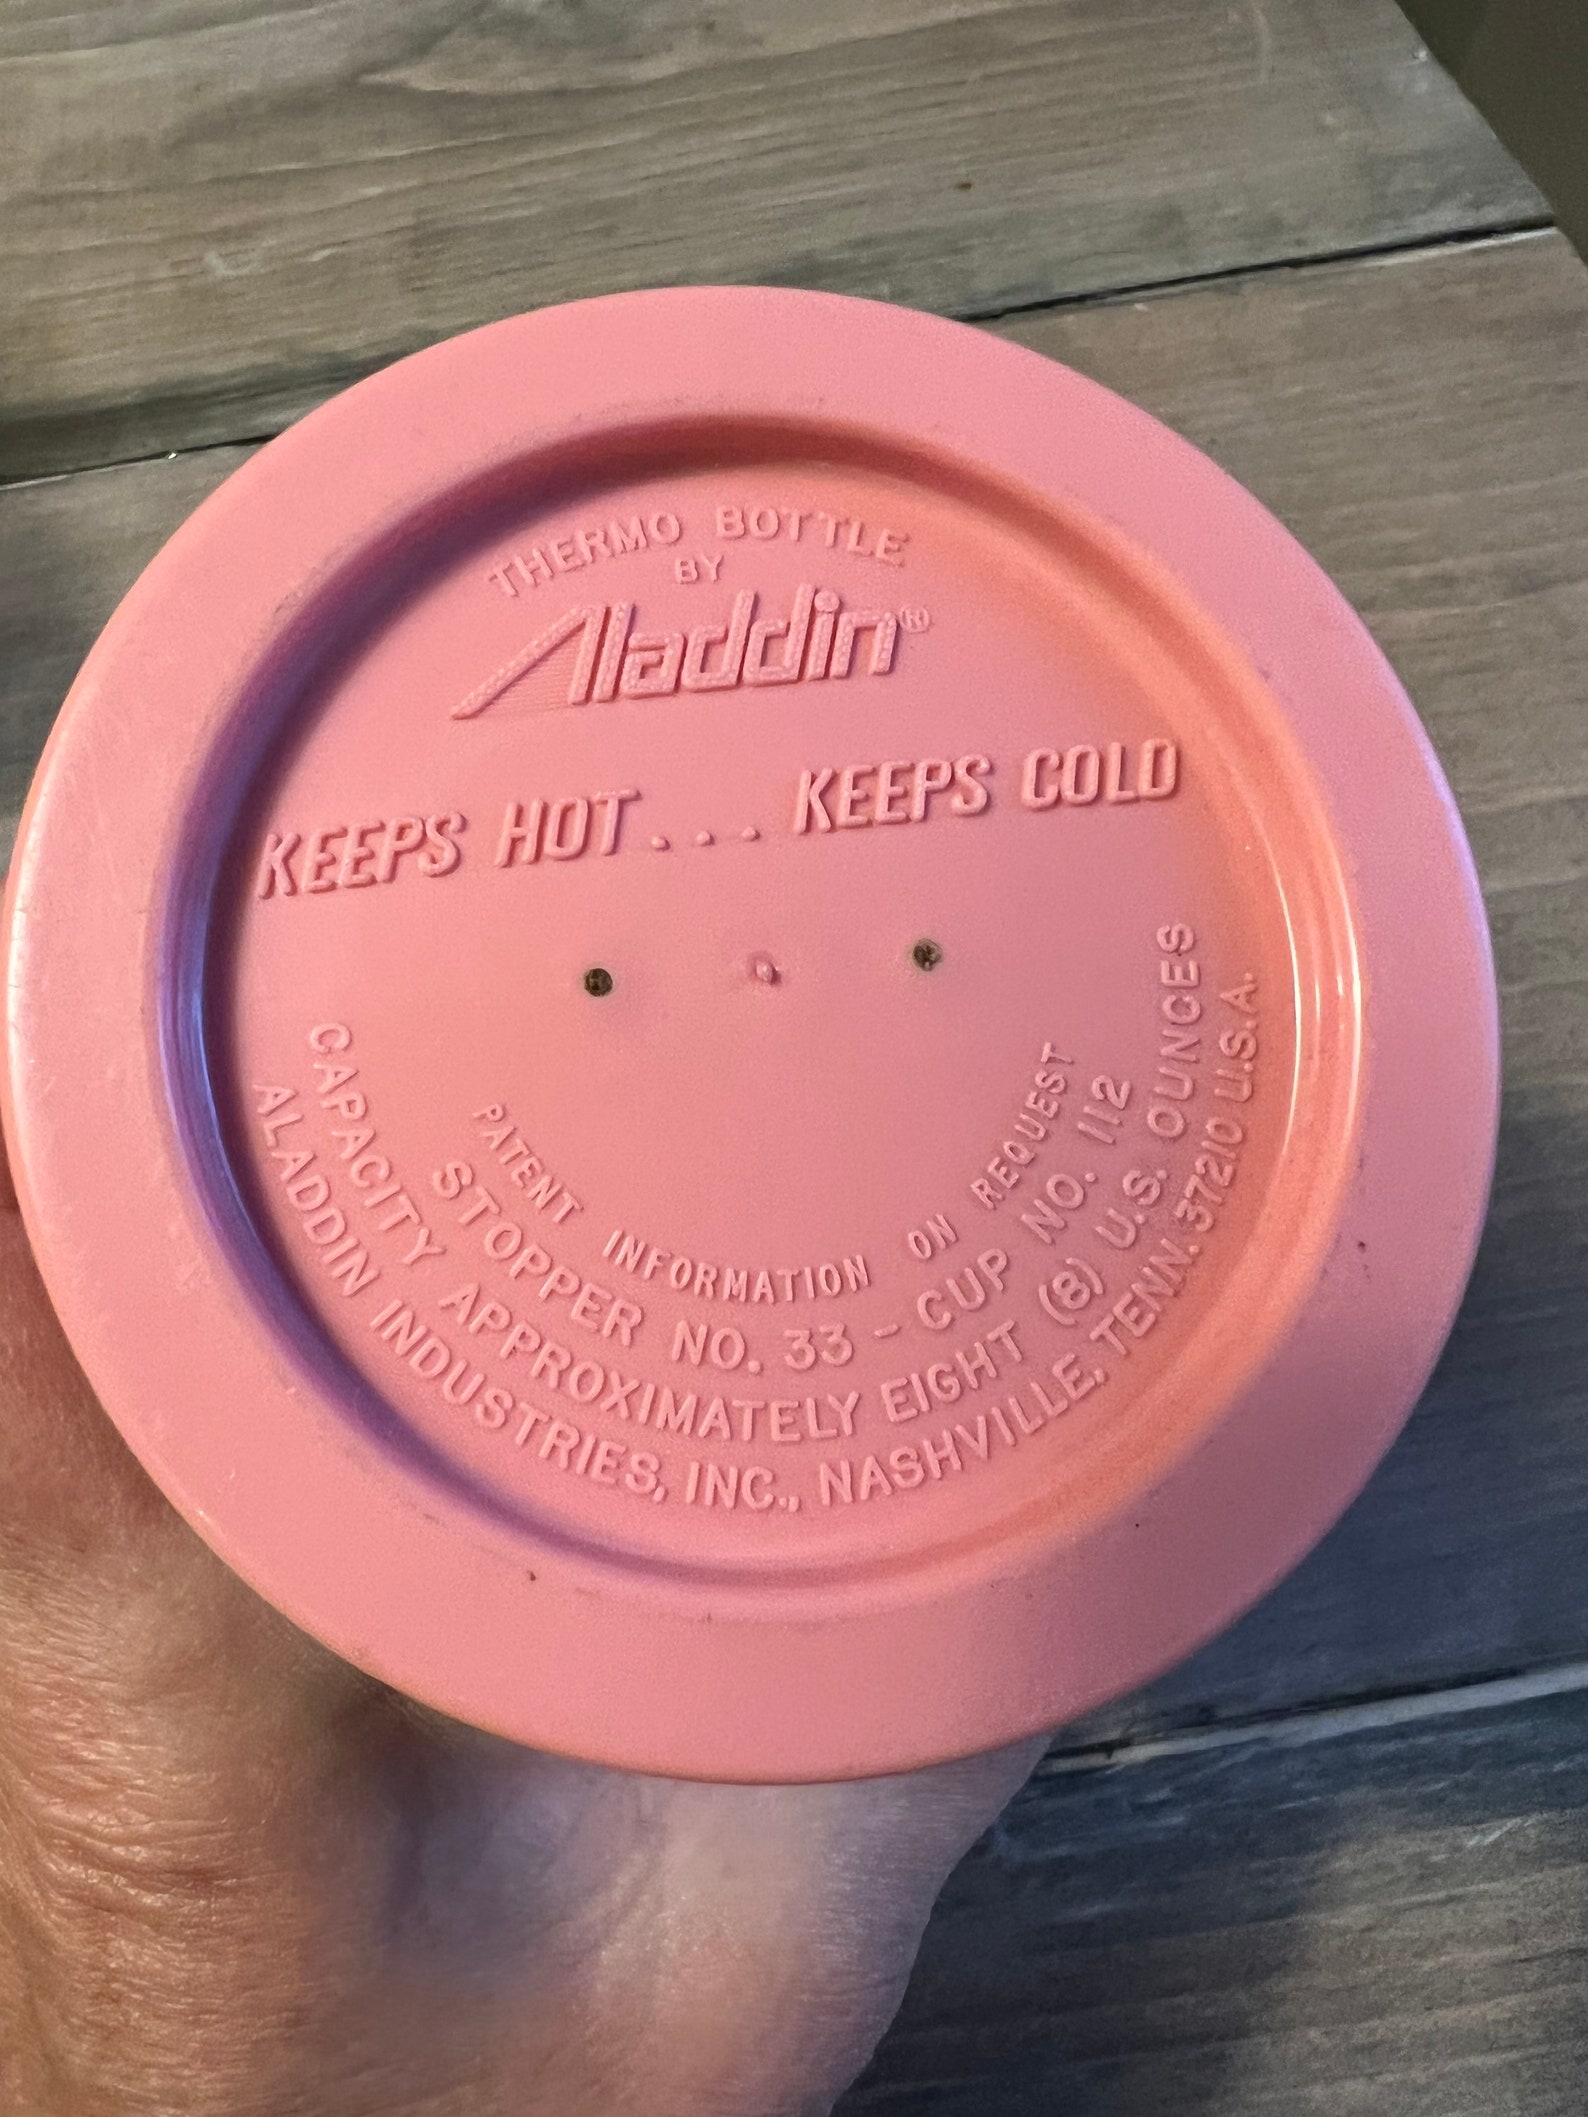 THERMO BOTTLE
BY
Aladdin®
KEEPS HOT... KEEPS COLD
PATENT INFORMATION ON REQUEST
STOPPER NO. 33 - CUP NO. 112
CAPACITY APPROXIMATELY EIGHT (8) U.S. OUNCES
ALADDIN INDUSTRIES, INC., NASHVILLE, TENN. 37210 U.S.A.